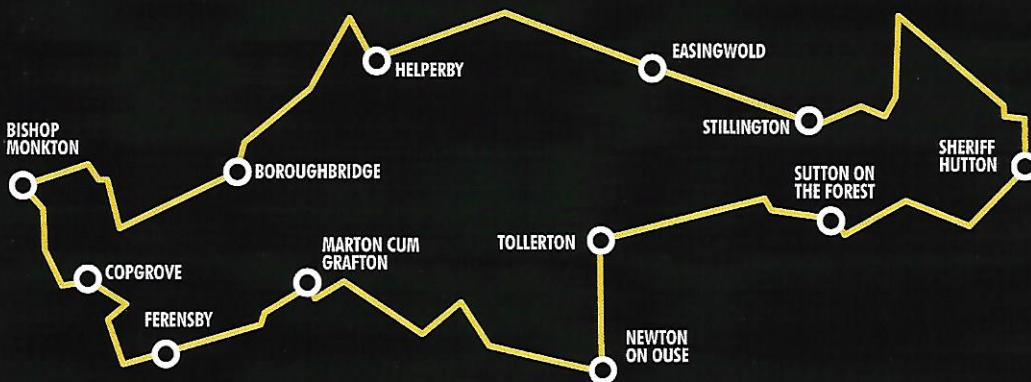 HELPERBY
EASINGWOLD
STILLINGTON
BISHOP
MONKTON
BOROUGHBRIDGE
SHERIFF
HUTTON
SUTTON ON
THE FOREST
TOLLERTON
MARTON CUM
GRAFTON
COPGROVE
FERENSBY
NEWTON
ON OUSE